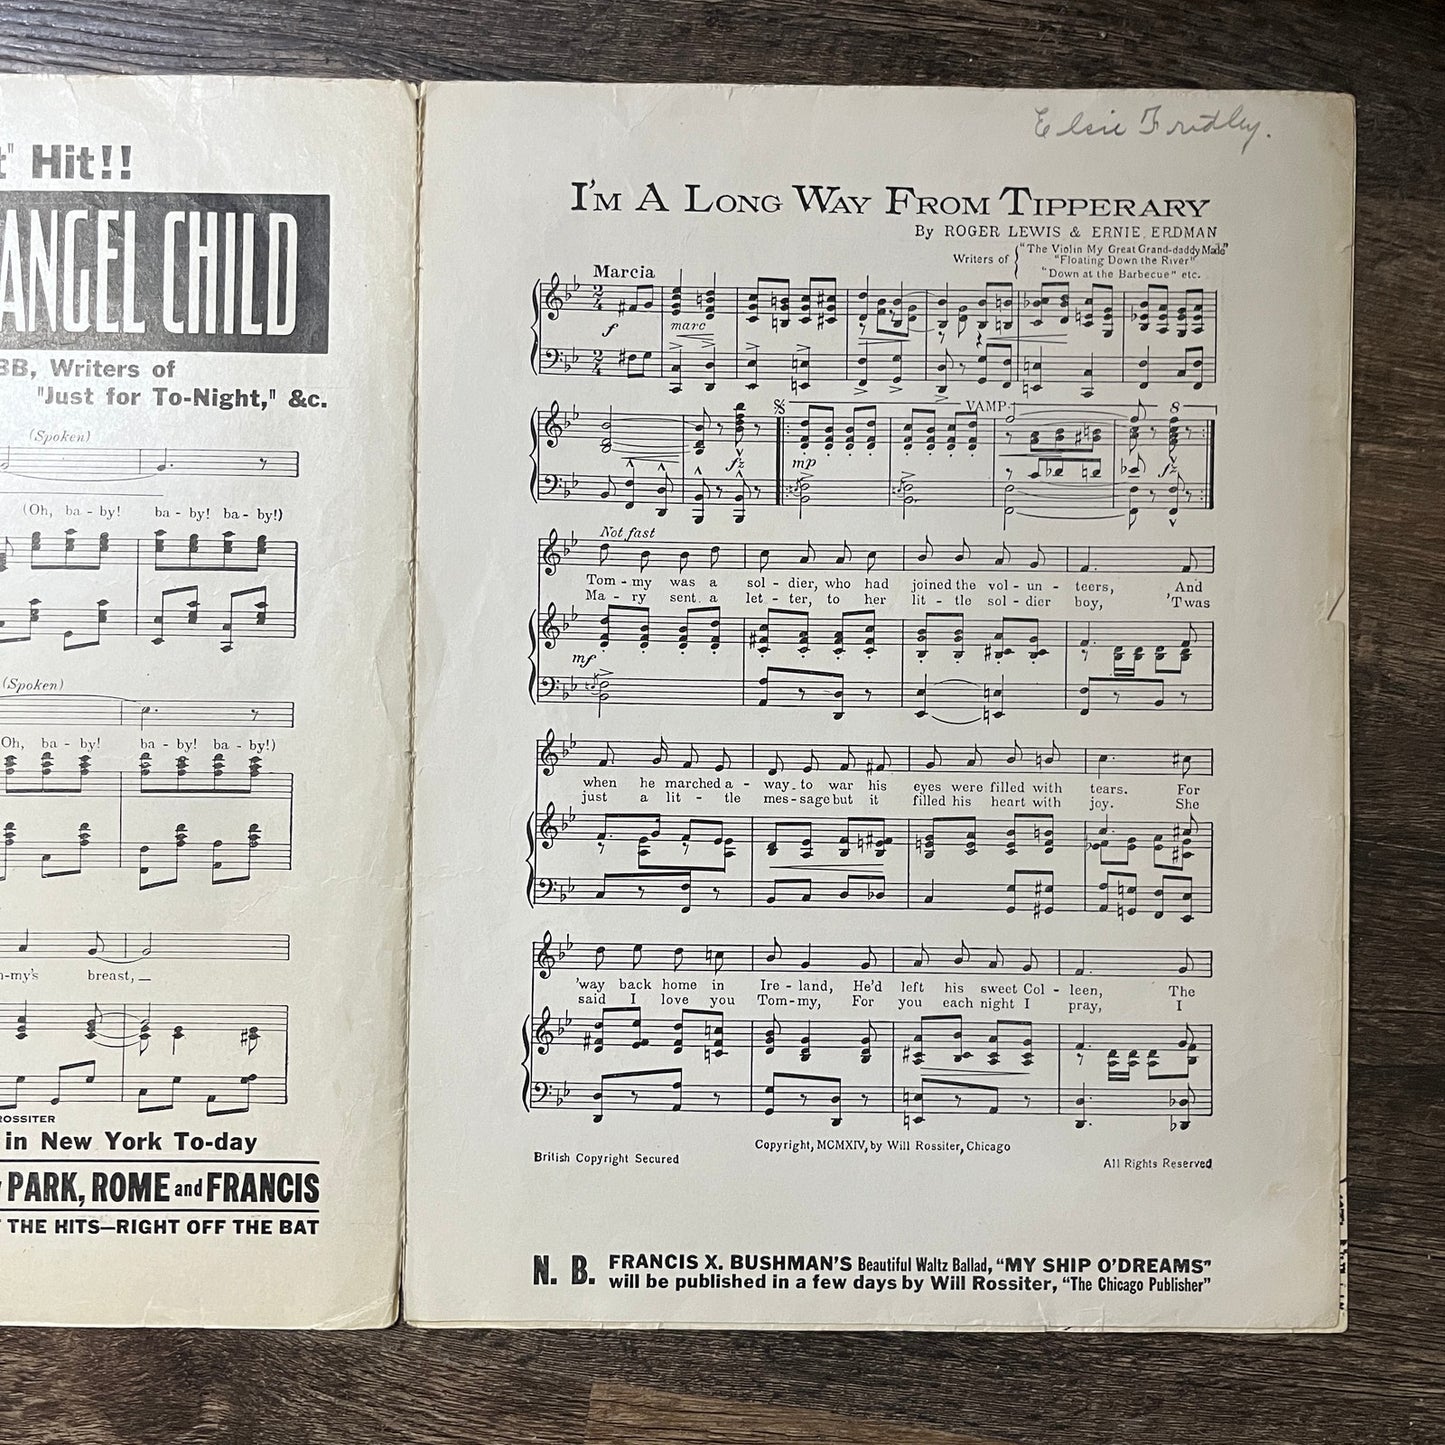 Hit!!
ANGEL CHILD
BB, Writers of
"Just for To-Night," &c.
(Spoken)
(Oh, ba - by! ba - by! ba - by!)
(Spoken)
Oh, ba - by! ba - by! ba - by!)
my's breast,
ROSSITER
in New York To-day
PARK, ROME and FRANCIS
THE HITS—RIGHT OFF THE BAT
Elsie Fridley.
I'M A LONG WAY FROM TIPPERARY
By ROGER LEWIS & ERNIE ERDMAN
Writers of
"The Violin My Great Grand-daddy Made"
"Floating Down the River"
"Down at the Barbecue" etc.
Marcia
f
marc
VAMP.
8
mp
fz
fz
Not fast
Tom - my was a sol - dier, who had joined the vol - un - teers, And
Ma - ry sent a let - ter, to her lit - tle sol - dier boy, 'Twas
mf
when he marched a - way to war his eyes were filled with tears. For
just a lit - tle mes - sage but it filled his heart with joy. She
'way back home in Ire - land, He'd left his sweet Col - leen, The
said I love you Tom - my, For you each night I pray, I
Copyright, MCMXIV, by Will Rossiter, Chicago
British Copyright Secured
All Rights Reserved
N. B. FRANCIS X. BUSHMAN'S Beautiful Waltz Ballad, "MY SHIP O'DREAMS"
will be published in a few days by Will Rossiter, "The Chicago Publisher"